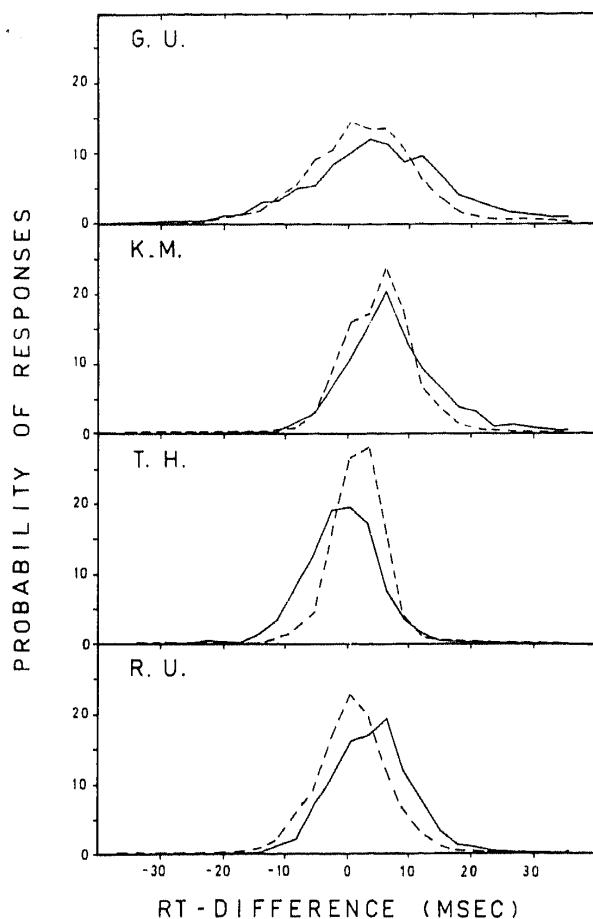 PROBABILITY OF RESPONSES
G. U.
20
10
0
K.M.
20
10
0
T. H.
20
10
0
R. U.
20
10
0
-30 -20 -10 0 10 20 30
RT-DIFFERENCE (MSEC)